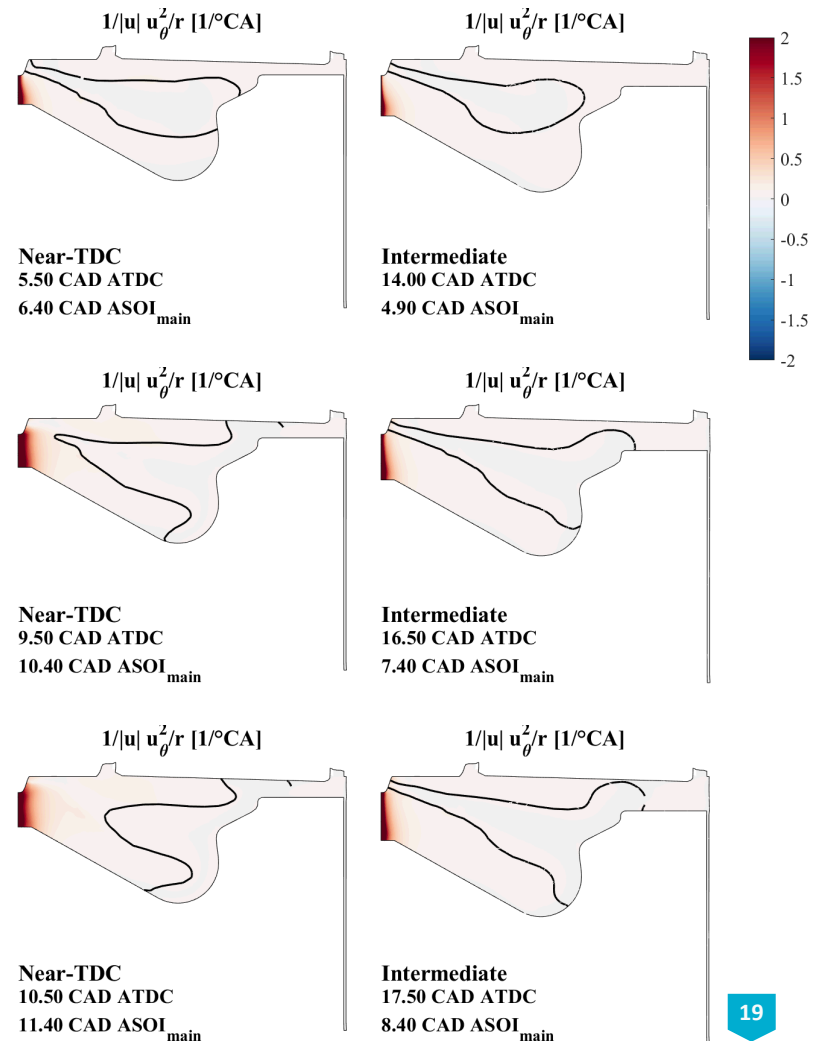 1/|u| u_θ^2/r [1/°CA]
1/|u| u_θ^2/r [1/°CA]
2
1.5
1
0.5
0
-0.5
-1
-1.5
-2
Near-TDC
5.50 CAD ATDC
6.40 CAD ASOI_main
Intermediate
14.00 CAD ATDC
4.90 CAD ASOI_main
1/|u| u_θ^2/r [1/°CA]
1/|u| u_θ^2/r [1/°CA]
Near-TDC
9.50 CAD ATDC
10.40 CAD ASOI_main
Intermediate
16.50 CAD ATDC
7.40 CAD ASOI_main
1/|u| u_θ^2/r [1/°CA]
1/|u| u_θ^2/r [1/°CA]
Near-TDC
10.50 CAD ATDC
11.40 CAD ASOI_main
Intermediate
17.50 CAD ATDC
8.40 CAD ASOI_main
19